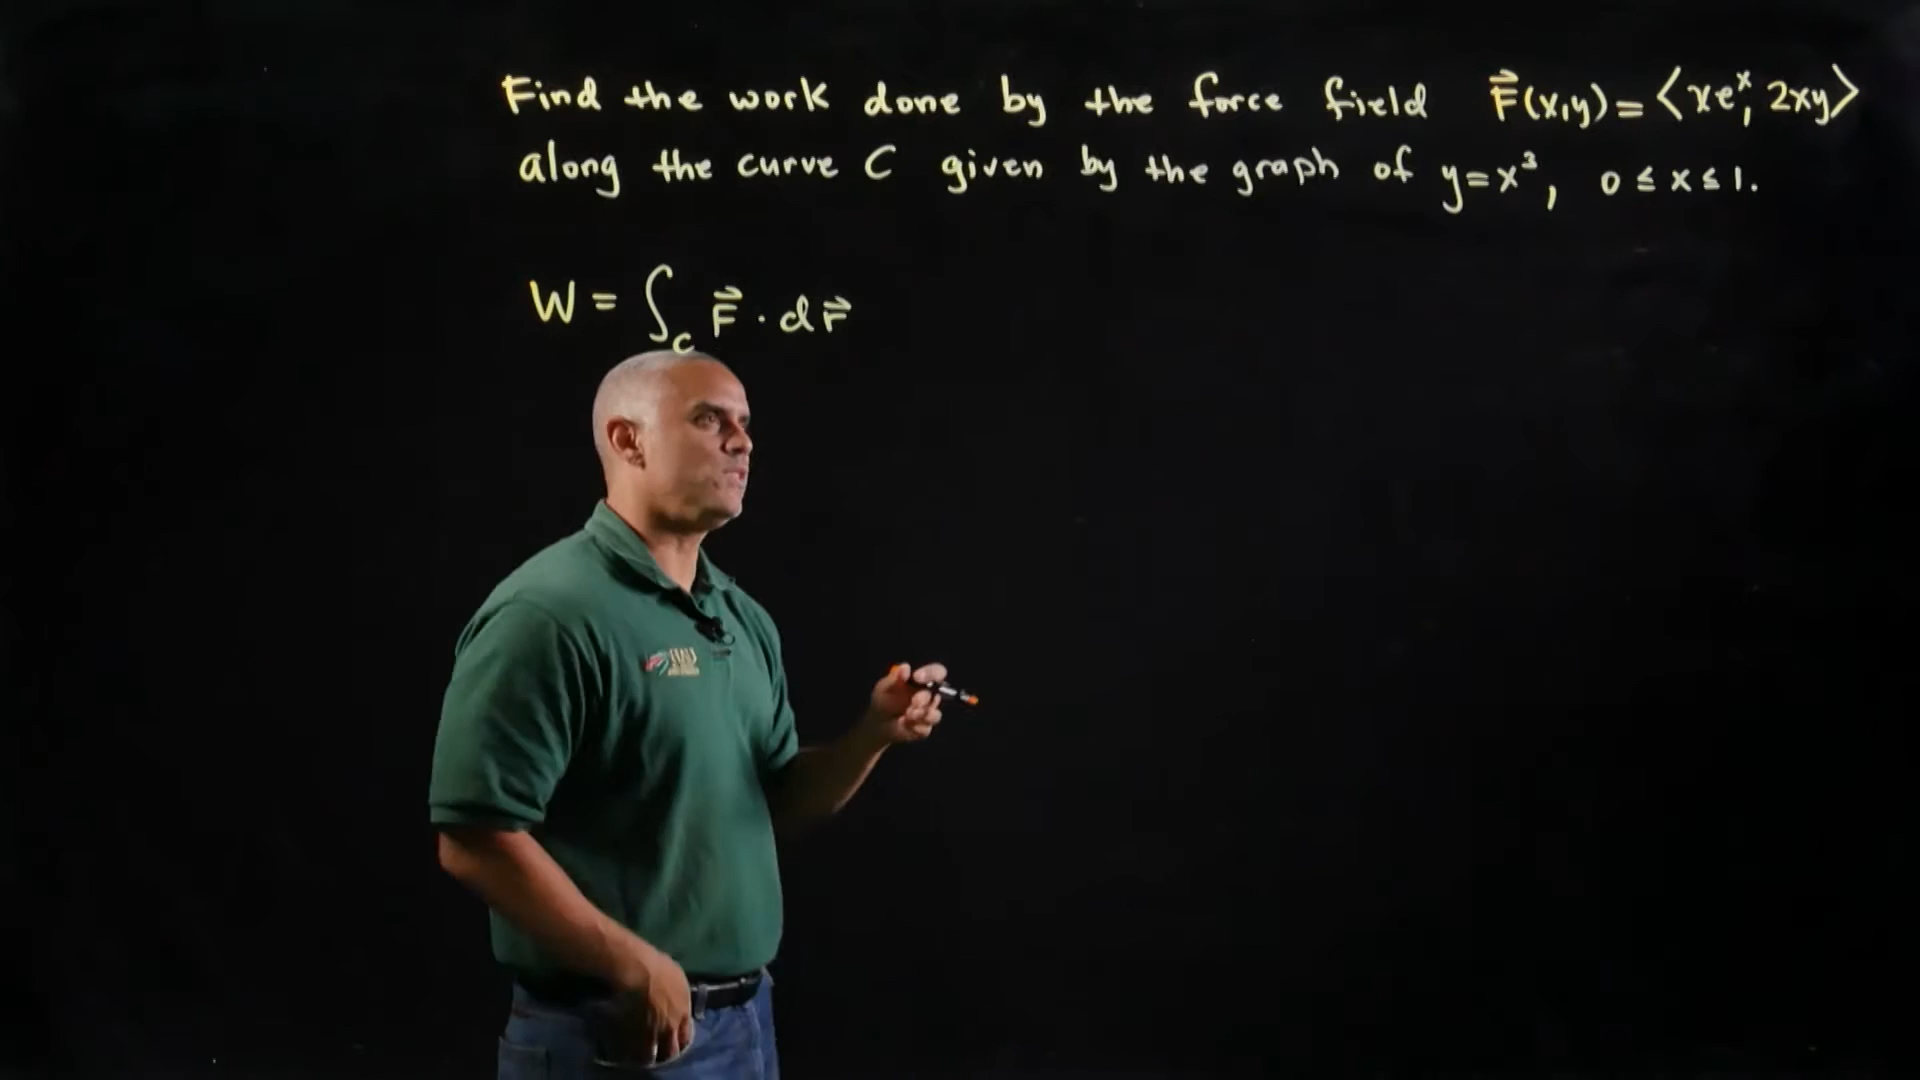 Find the work done by the force field F⃗(x,y)=⟨xeˣ, 2xy⟩
along the curve C given by the graph of y=x³, 0≤x≤1.
W = ∫_C F⃗ · dr⃗